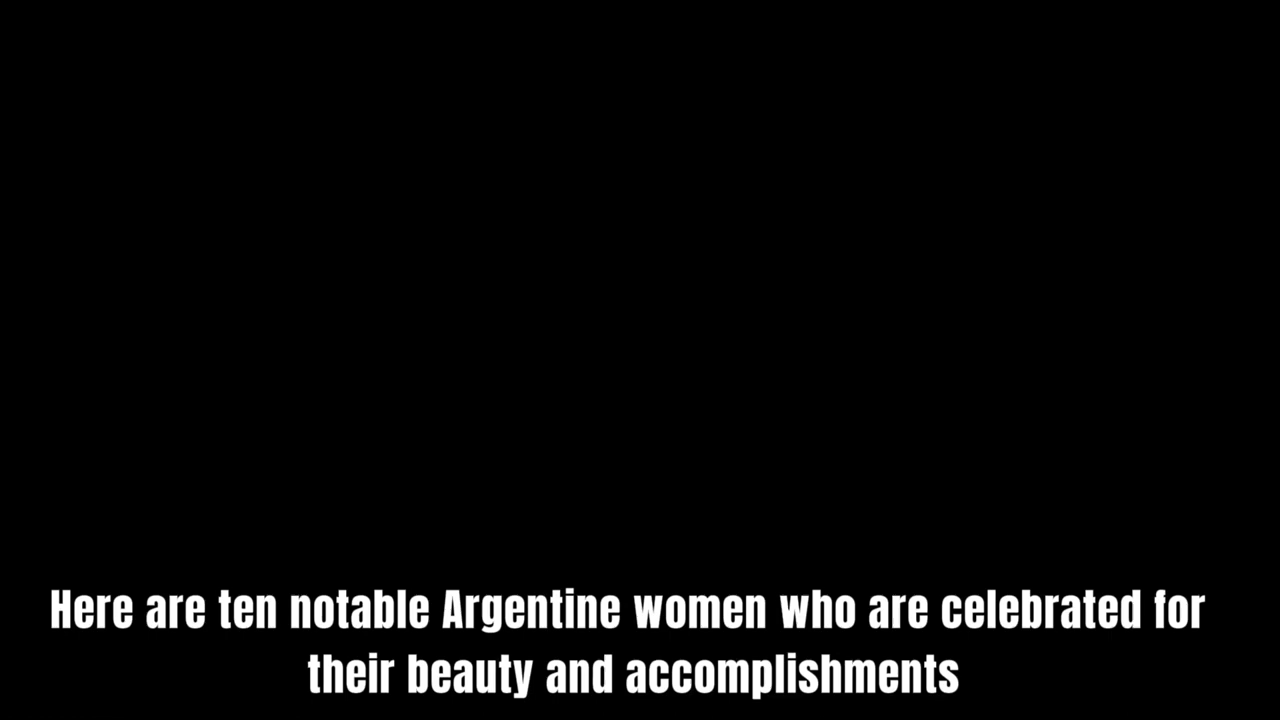 Here are ten notable Argentine women who are celebrated for
their beauty and accomplishments